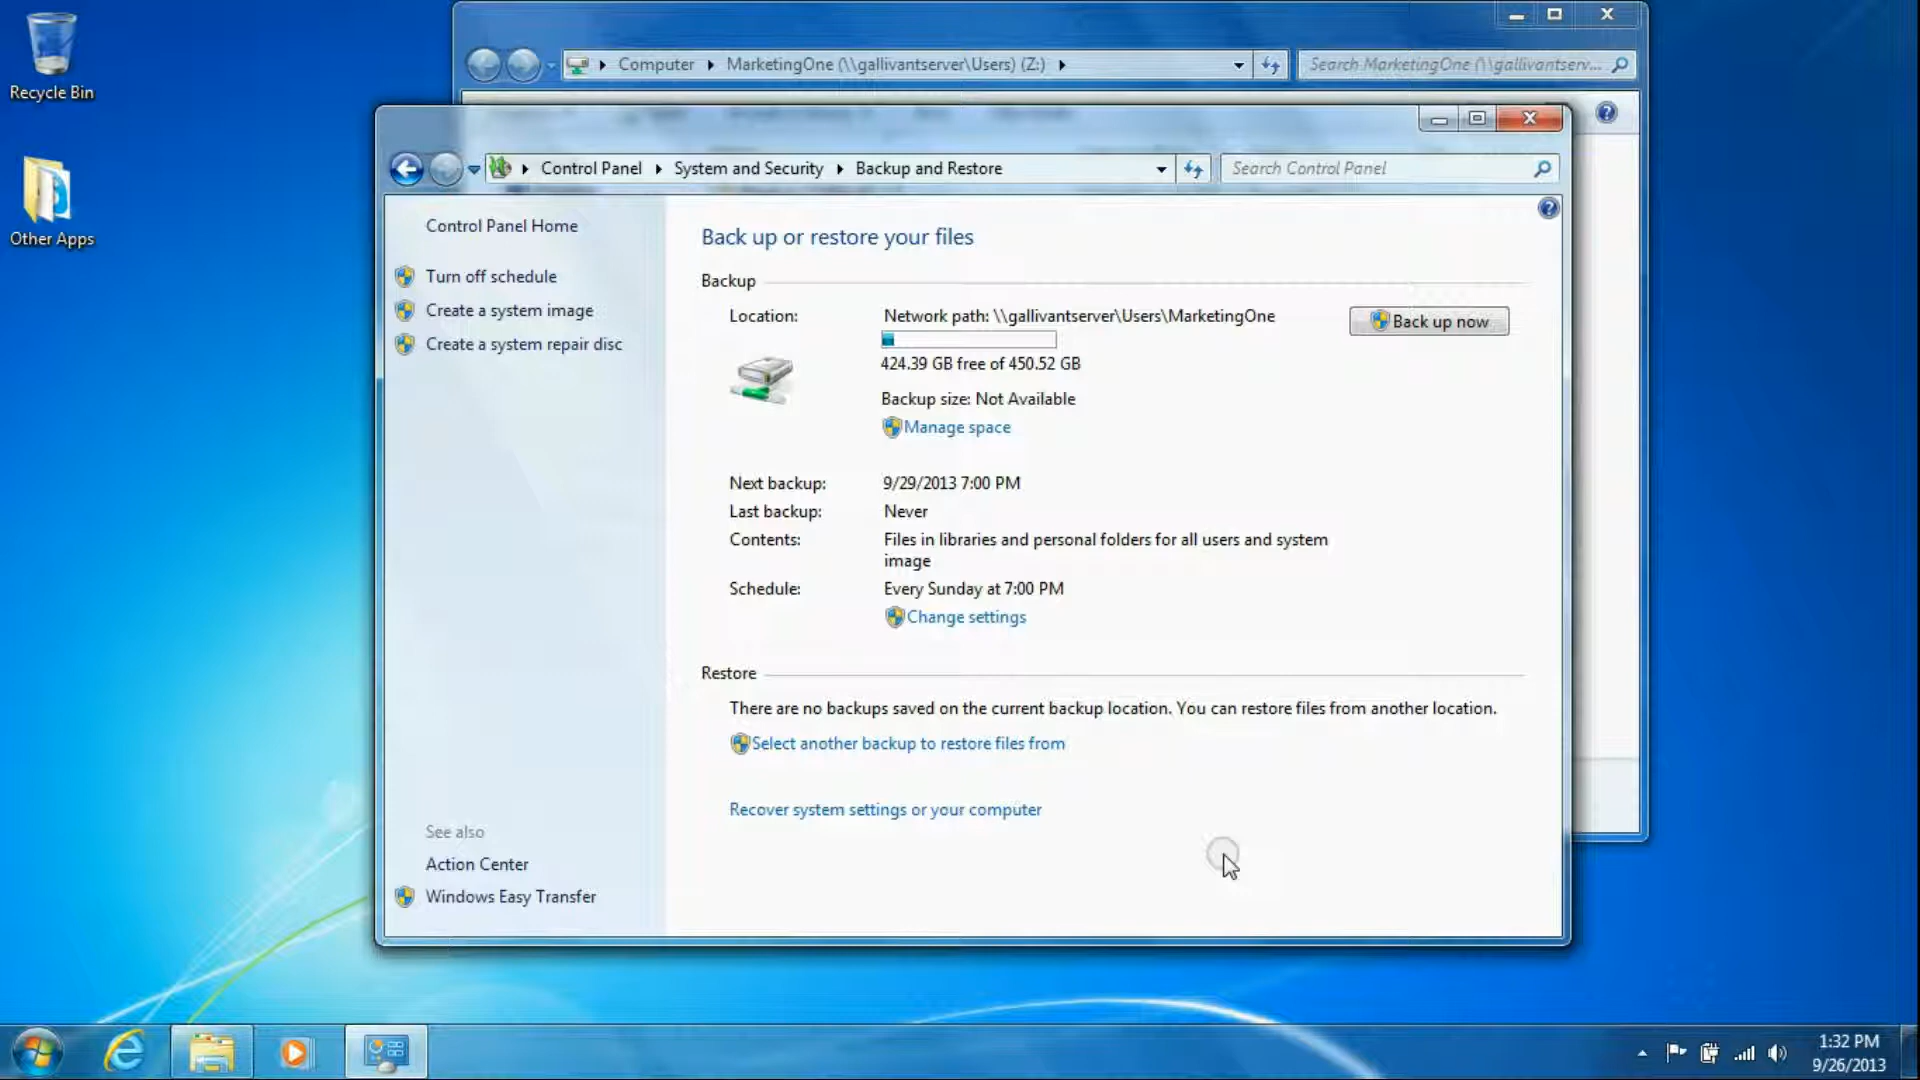 Recycle Bin
Other Apps
Computer MarketingOne (\\gallivantserver\Users) (Z:)
Search MarketingOne (\\gallivantserv...
Control Panel System and Security Backup and Restore
Search Control Panel
Control Panel Home
Turn off schedule
Create a system image
Create a system repair disc
See also
Action Center
Windows Easy Transfer
Back up or restore your files
Backup
Location: Network path: \\gallivantserver\Users\MarketingOne
Back up now
424.39 GB free of 450.52 GB
Backup size: Not Available
Manage space
Next backup: 9/29/2013 7:00 PM
Last backup: Never
Contents: Files in libraries and personal folders for all users and system
image
Schedule: Every Sunday at 7:00 PM
Change settings
Restore
There are no backups saved on the current backup location. You can restore files from another location.
Select another backup to restore files from
Recover system settings or your computer
1:32 PM
9/26/2013